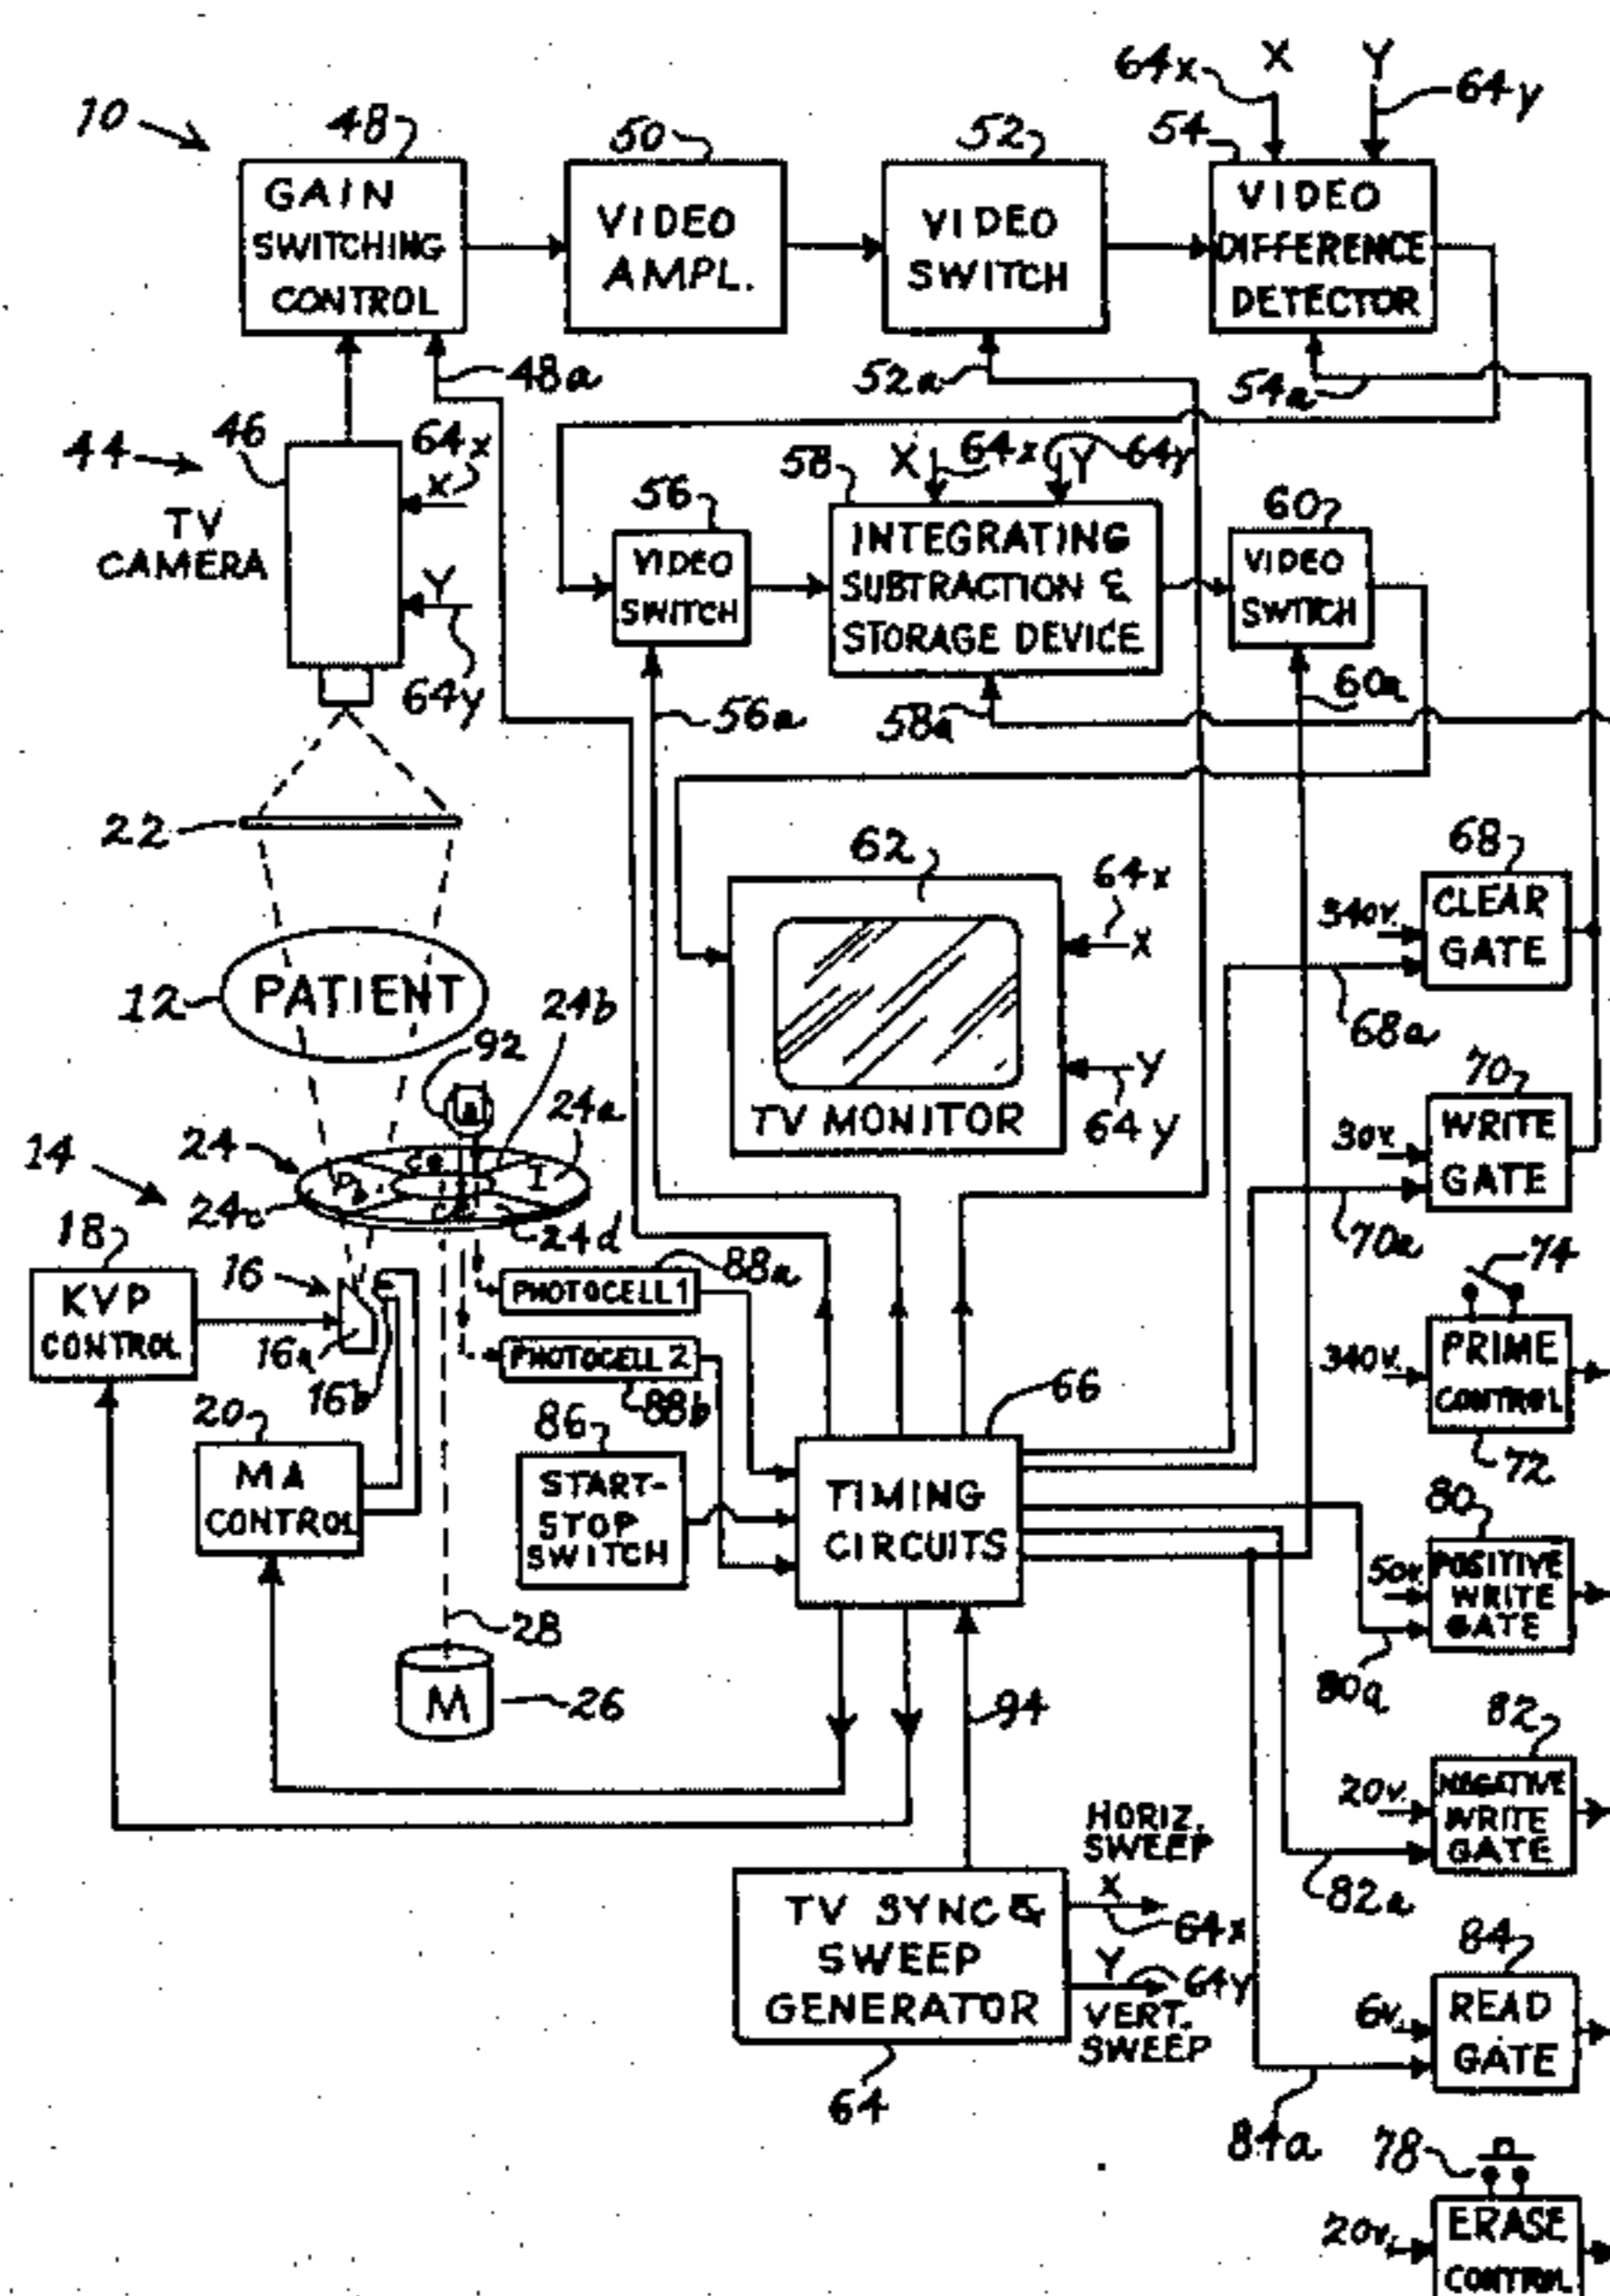 64x X Y 64y
10 48 50 52 54
GAIN
SWITCHING
CONTROL
VIDEO
AMPL.
VIDEO
SWITCH
VIDEO
DIFFERENCE
DETECTOR
48a 52a 54a
44 46 64x
X
TV
CAMERA
Y
64y
56
VIDEO
SWITCH
56a
58 X 64x Y 64y
INTEGRATING
SUBTRACTION &
STORAGE DEVICE
58a
60
VIDEO
SWITCH
60a
22
62
64x
X
Y
64y
TV MONITOR
68
340v.
CLEAR
GATE
68a
12 PATIENT
92 24b
24a
24
14
24c
24d
I
70
30v.
WRITE
GATE
70a
18
KVP
CONTROL
16
16a
16b
88a
PHOTOCELL 1
PHOTOCELL 2
88b
74
340v.
PRIME
CONTROL
72
20
MA
CONTROL
86
START-
STOP
SWITCH
66
TIMING
CIRCUITS
80
50v.
POSITIVE
WRITE
GATE
80a
28
M 26
94
82
20v.
NEGATIVE
WRITE
GATE
82a
HORIZ.
SWEEP
X
64x
Y
64y
VERT.
SWEEP
TV SYNC &
SWEEP
GENERATOR
64
84
6v.
READ
GATE
84a
78
20v.
ERASE
CONTROL